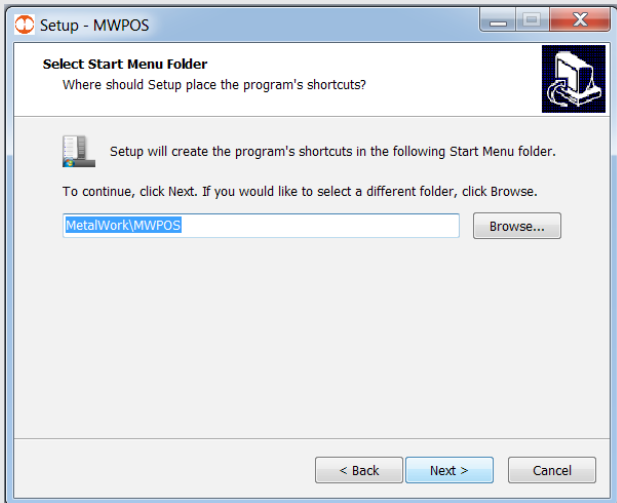 Setup - MWPOS
Select Start Menu Folder
Where should Setup place the program's shortcuts?
Setup will create the program's shortcuts in the following Start Menu folder.
To continue, click Next. If you would like to select a different folder, click Browse.
MetalWork\MWPOS
Browse...
< Back
Next >
Cancel